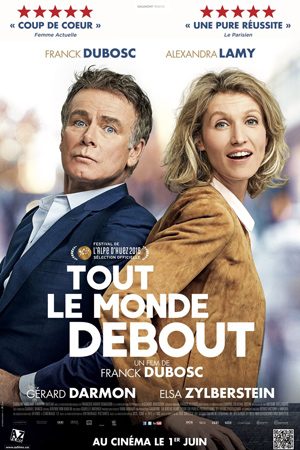 « COUP DE COEUR »
Femme Actuelle
« UNE PURE RÉUSSITE »
Le Parisien
FRANCK DUBOSC
ALEXANDRA LAMY
FESTIVAL DE
L'ALPE D'HUEZ 2018
SÉLECTION OFFICIELLE
TOUT
LE MONDE
DEBOUT
UN FILM DE
FRANCK DUBOSC
GÉRARD DARMON
ELSA ZYLBERSTEIN
AZ
AU CINÉMA LE 1ER JUIN